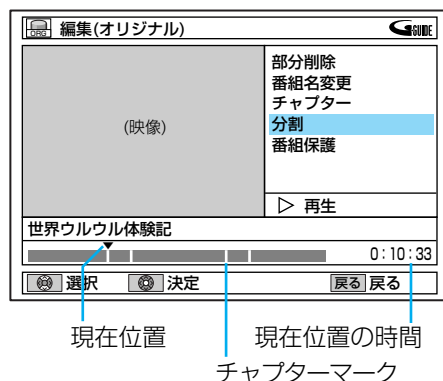 ORG 編集(オリジナル) GGUIDE
(映像)
部分削除
番組名変更
チャプター
分割
番組保護
▷ 再生
世界ウルウル体験記
0:10:33
選択 決定 戻る 戻る
現在位置 現在位置の時間
チャプターマーク